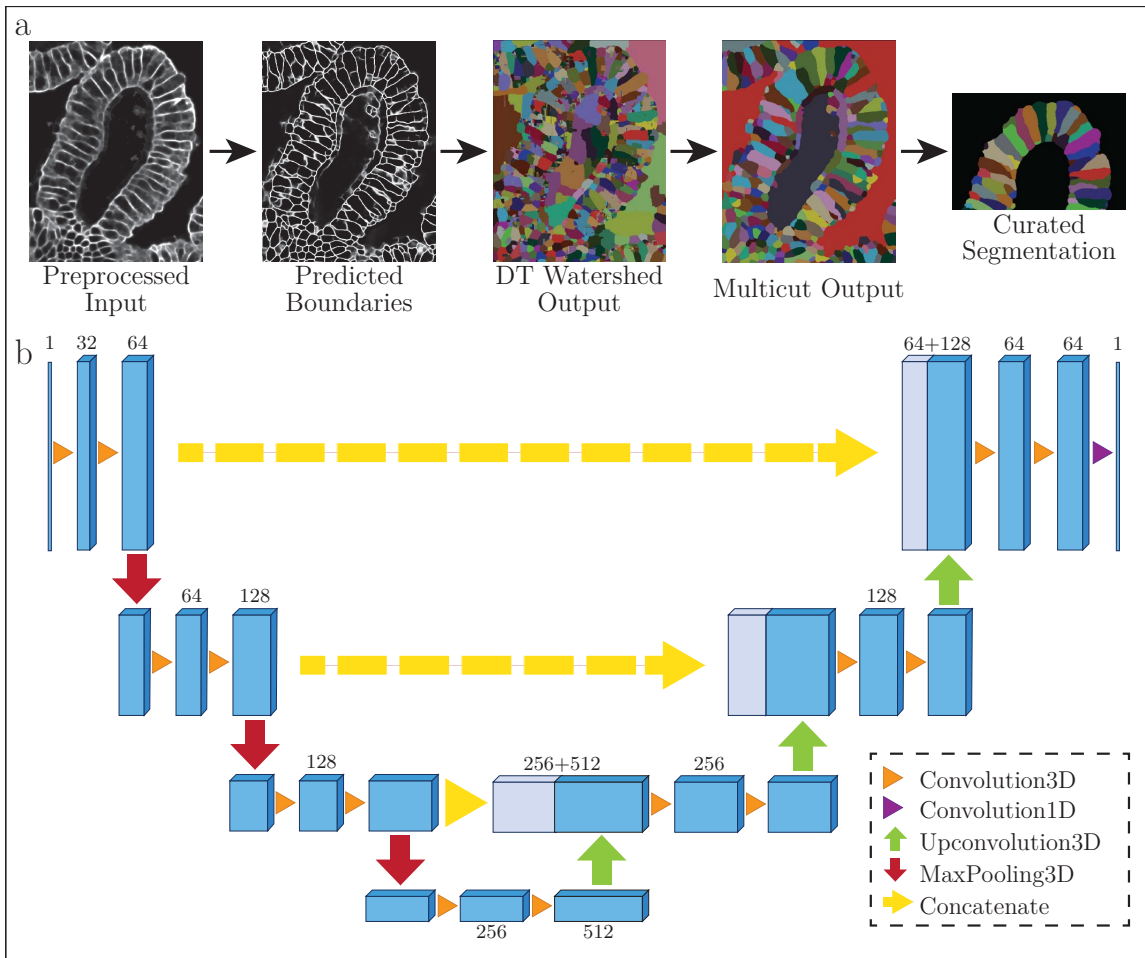 a
Preprocessed
Input
Predicted
Boundaries
DT Watershed
Output
Multicut Output
Curated
Segmentation
b
1
32
64
64+128
64
64
1
64
128
128
128
256+512
256
256
512
Convolution3D
Convolution1D
Upconvolution3D
MaxPooling3D
Concatenate